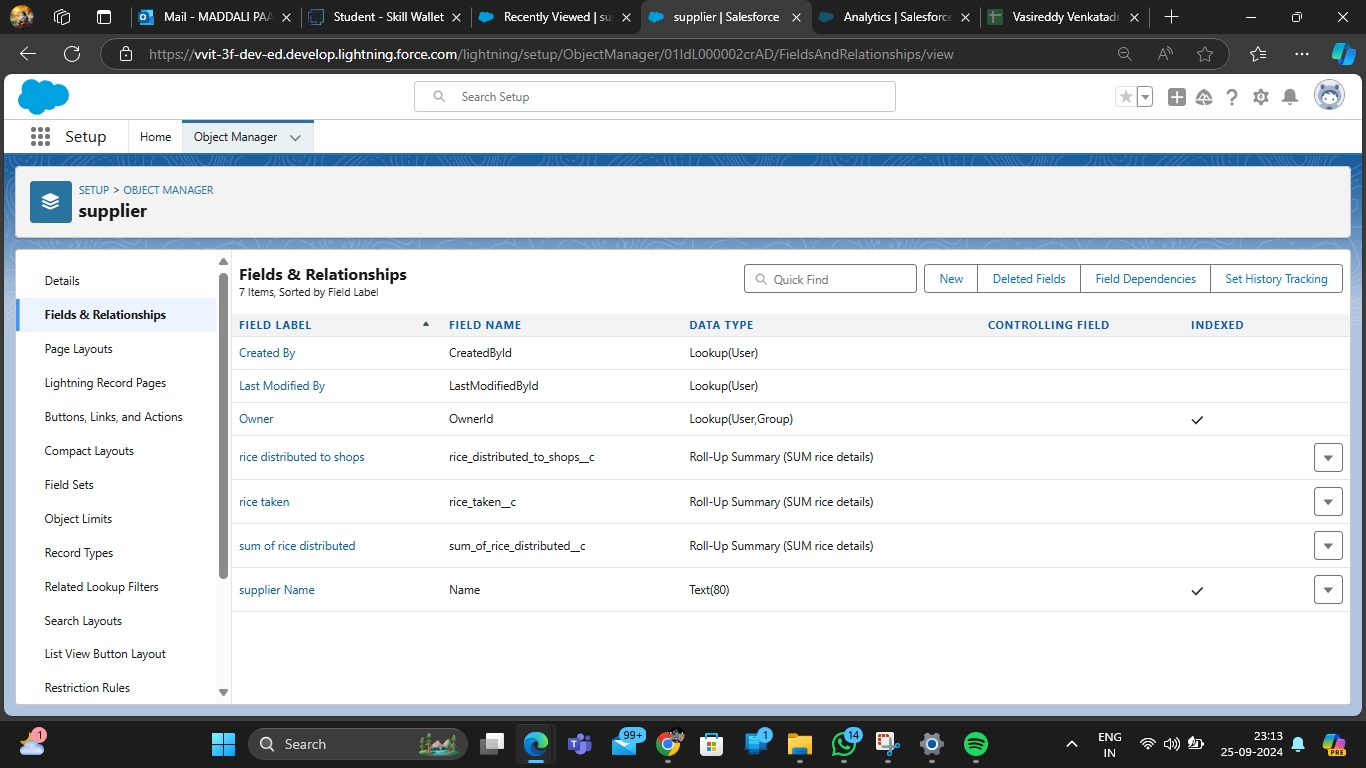 Mail - MADDALI PAA
Student - Skill Wallet
Recently Viewed | sup
supplier | Salesforce
Analytics | Salesforce
Vasireddy Venkatadr
https://vvit-3f-dev-ed.develop.lightning.force.com/lightning/setup/ObjectManager/01IdL000002crAD/FieldsAndRelationships/view
Search Setup
Setup
Home
Object Manager
SETUP > OBJECT MANAGER
supplier
Details
Fields & Relationships
Page Layouts
Lightning Record Pages
Buttons, Links, and Actions
Compact Layouts
Field Sets
Object Limits
Record Types
Related Lookup Filters
Search Layouts
List View Button Layout
Restriction Rules
Fields & Relationships
7 Items, Sorted by Field Label
Quick Find
New
Deleted Fields
Field Dependencies
Set History Tracking
FIELD LABEL FIELD NAME DATA TYPE CONTROLLING FIELD INDEXED
Created By CreatedById Lookup(User)
Last Modified By LastModifiedById Lookup(User)
Owner OwnerId Lookup(User,Group)
rice distributed to shops rice_distributed_to_shops__c Roll-Up Summary (SUM rice details)
rice taken rice_taken__c Roll-Up Summary (SUM rice details)
sum of rice distributed sum_of_rice_distributed__c Roll-Up Summary (SUM rice details)
supplier Name Name Text(80)
1
Search
99+
1
14
ENG
IN
23:13
25-09-2024
PRE